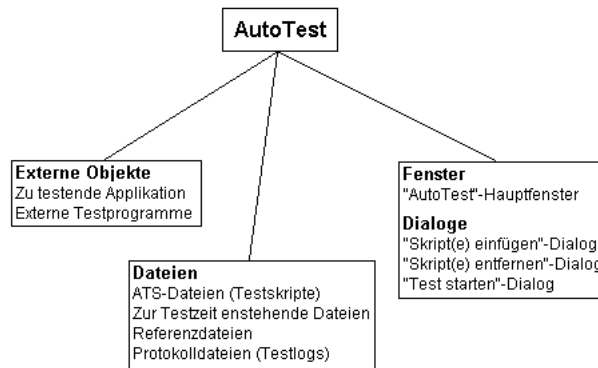 AutoTest
Externe Objekte
Zu testende Applikation
Externe Testprogramme
Dateien
ATS-Dateien (Testskripte)
Zur Testzeit enstehende Dateien
Referenzdateien
Protokolldateien (Testlogs)
Fenster
"AutoTest"-Hauptfenster
Dialoge
"Skript(e) einfügen"-Dialog
"Skript(e) entfernen"-Dialog
"Test starten"-Dialog